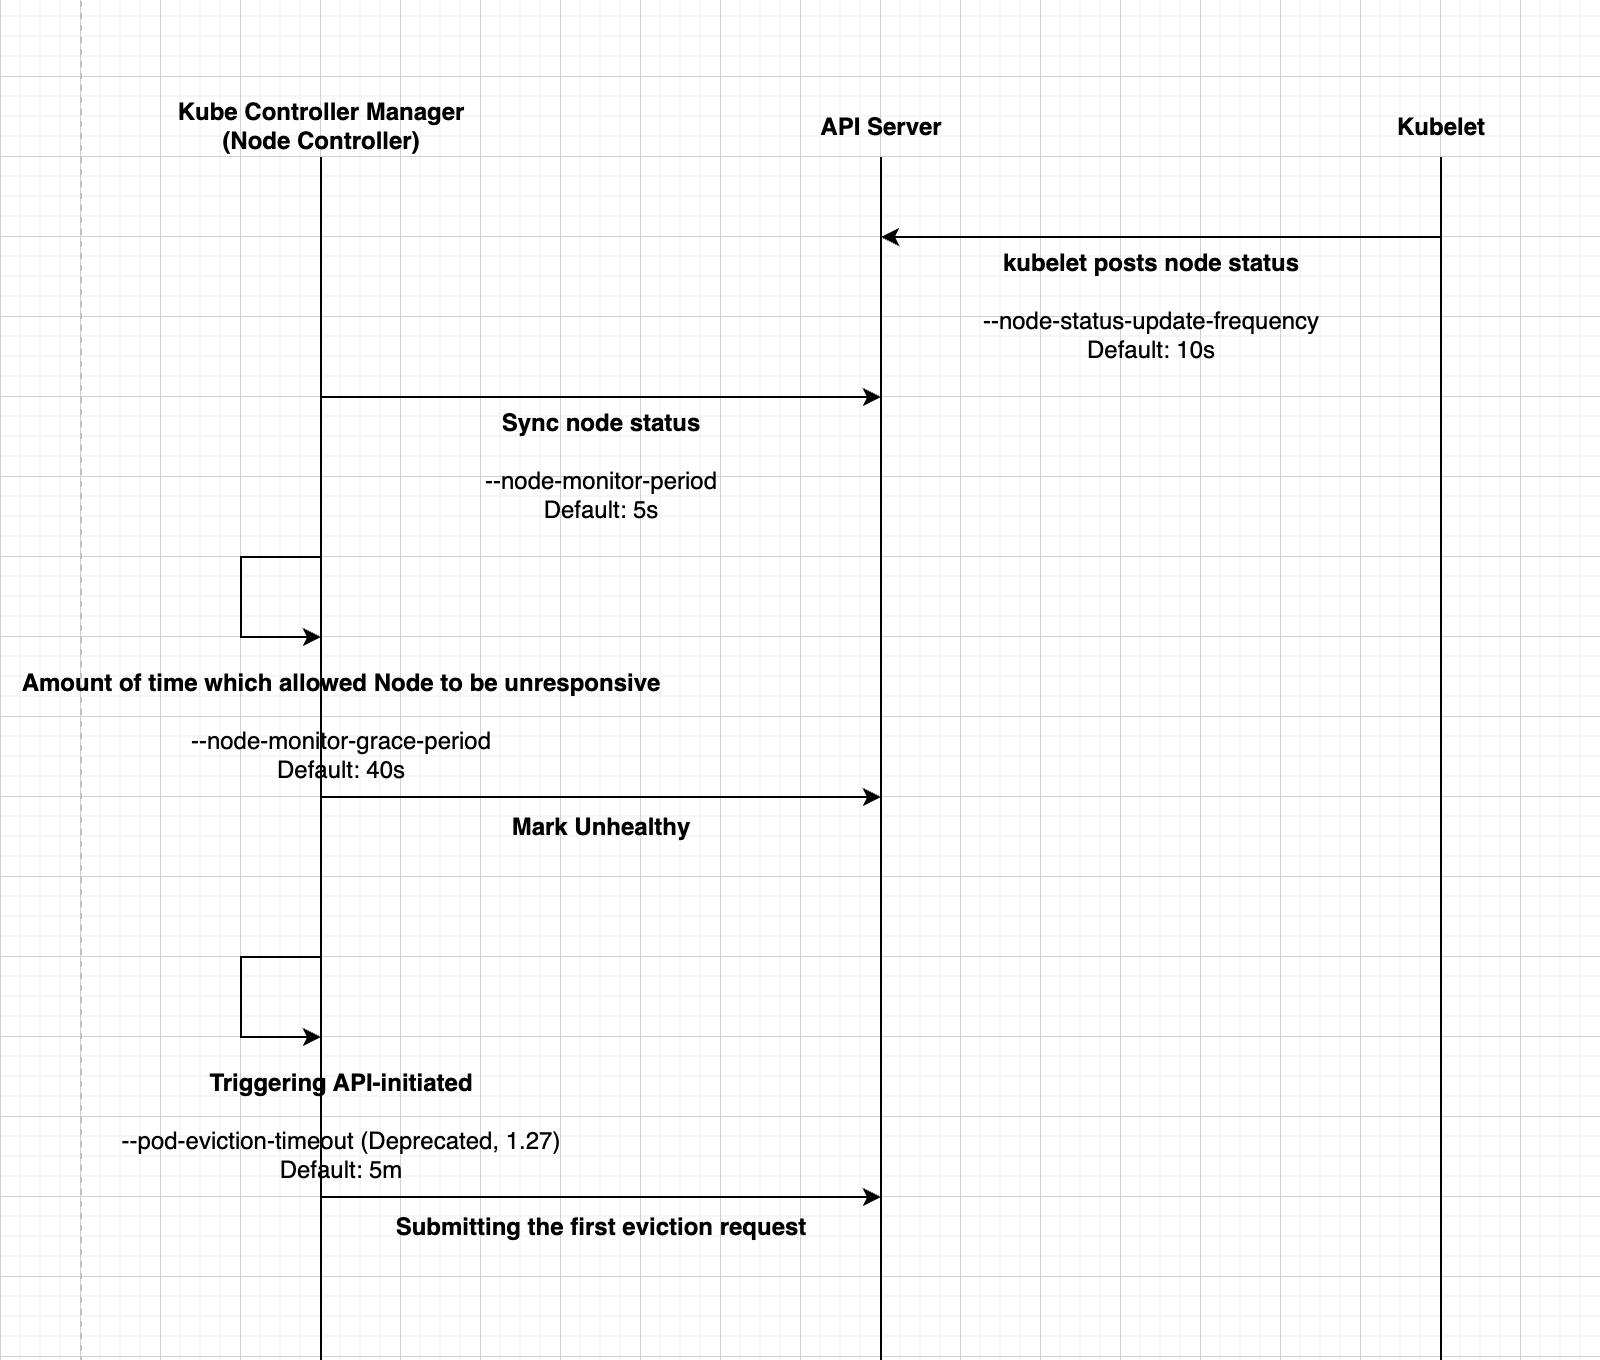 Kube Controller Manager
(Node Controller)
API Server
Kubelet
kubelet posts node status
--node-status-update-frequency
Default: 10s
Sync node status
--node-monitor-period
Default: 5s
Amount of time which allowed Node to be unresponsive
--node-monitor-grace-period
Default: 40s
Mark Unhealthy
Triggering API-initiated
--pod-eviction-timeout (Deprecated, 1.27)
Default: 5m
Submitting the first eviction request